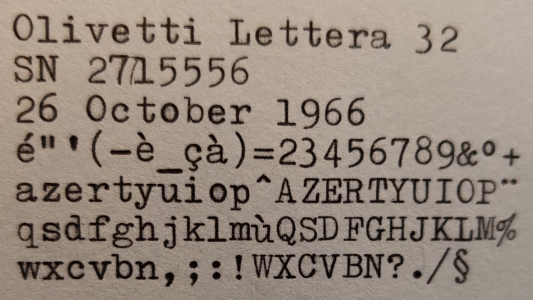 Olivetti Lettera 32
SN 2715556
26 October 1966
é"'(-è_çà)=23456789&º+
azertyuiop^AZERTYUIOP¨
qsdfghjklmùQSDFGHJKLM%
wxcvbn,;:!WXCVBN?./§